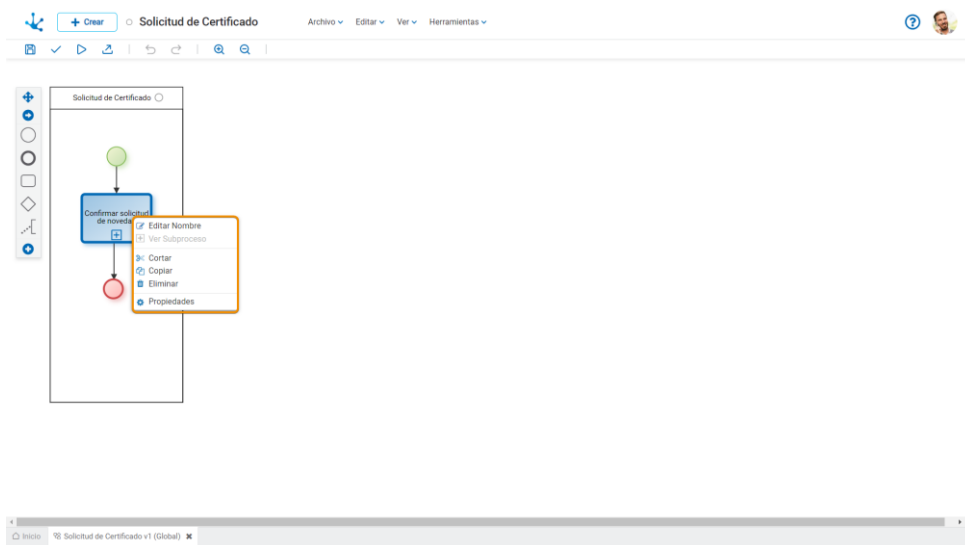 + Crear
Solicitud de Certificado
Archivo
Editar
Ver
Herramientas
?
Solicitud de Certificado
Confirmar solicitud
de noveda
Editar Nombre
Ver Subproceso
Cortar
Copiar
Eliminar
Propiedades
Inicio
Solicitud de Certificado v1 (Global)